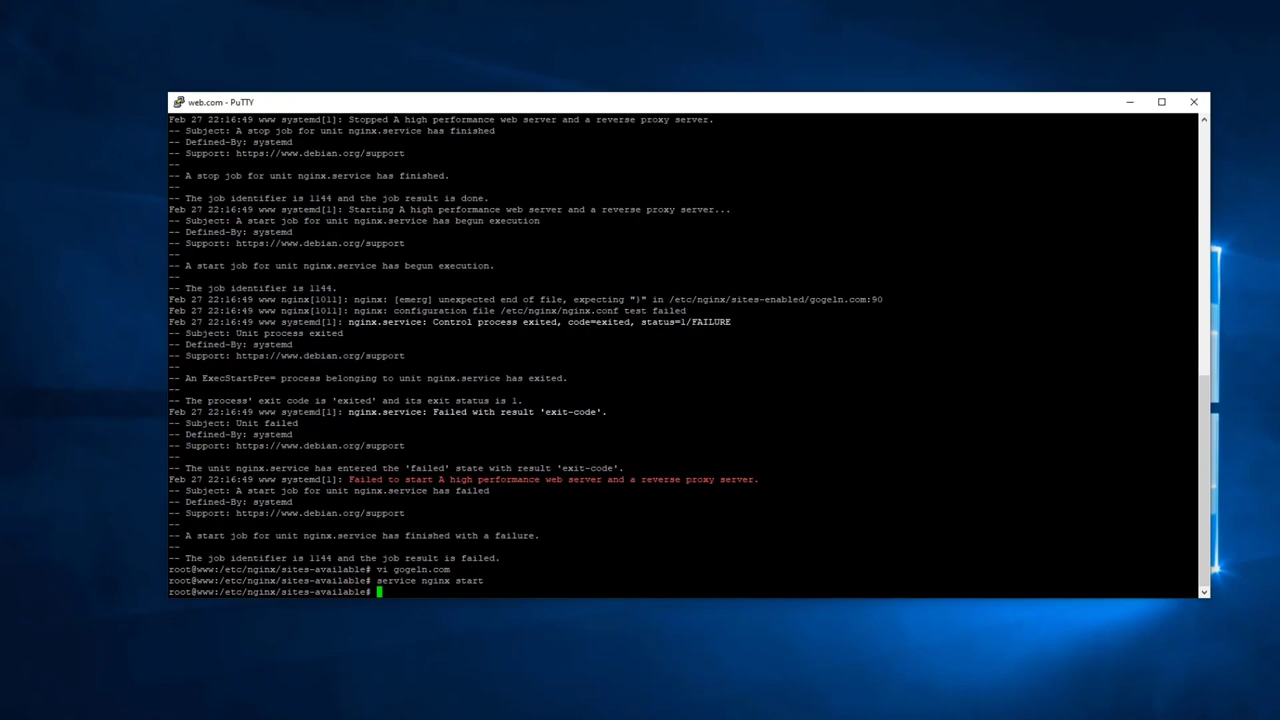 web.com - PuTTY
Feb 27 22:16:49 www systemd[1]: Stopped A high performance web server and a reverse proxy server.
-- Subject: A stop job for unit nginx.service has finished
-- Defined-By: systemd
-- Support: https://www.debian.org/support
--
-- A stop job for unit nginx.service has finished.
--
-- The job identifier is 1144 and the job result is done.
Feb 27 22:16:49 www systemd[1]: Starting A high performance web server and a reverse proxy server...
-- Subject: A start job for unit nginx.service has begun execution
-- Defined-By: systemd
-- Support: https://www.debian.org/support
--
-- A start job for unit nginx.service has begun execution.
--
-- The job identifier is 1144.
Feb 27 22:16:49 www nginx[1011]: nginx: [emerg] unexpected end of file, expecting "}" in /etc/nginx/sites-enabled/gogeln.com:90
Feb 27 22:16:49 www nginx[1011]: nginx: configuration file /etc/nginx/nginx.conf test failed
Feb 27 22:16:49 www systemd[1]: nginx.service: Control process exited, code=exited, status=1/FAILURE
-- Subject: Unit process exited
-- Defined-By: systemd
-- Support: https://www.debian.org/support
--
-- An ExecStartPre= process belonging to unit nginx.service has exited.
--
-- The process' exit code is 'exited' and its exit status is 1.
Feb 27 22:16:49 www systemd[1]: nginx.service: Failed with result 'exit-code'.
-- Subject: Unit failed
-- Defined-By: systemd
-- Support: https://www.debian.org/support
--
-- The unit nginx.service has entered the 'failed' state with result 'exit-code'.
Feb 27 22:16:49 www systemd[1]: Failed to start A high performance web server and a reverse proxy server.
-- Subject: A start job for unit nginx.service has failed
-- Defined-By: systemd
-- Support: https://www.debian.org/support
--
-- A start job for unit nginx.service has finished with a failure.
--
-- The job identifier is 1144 and the job result is failed.
root@www:/etc/nginx/sites-available# vi gogeln.com
root@www:/etc/nginx/sites-available# service nginx start
root@www:/etc/nginx/sites-available#